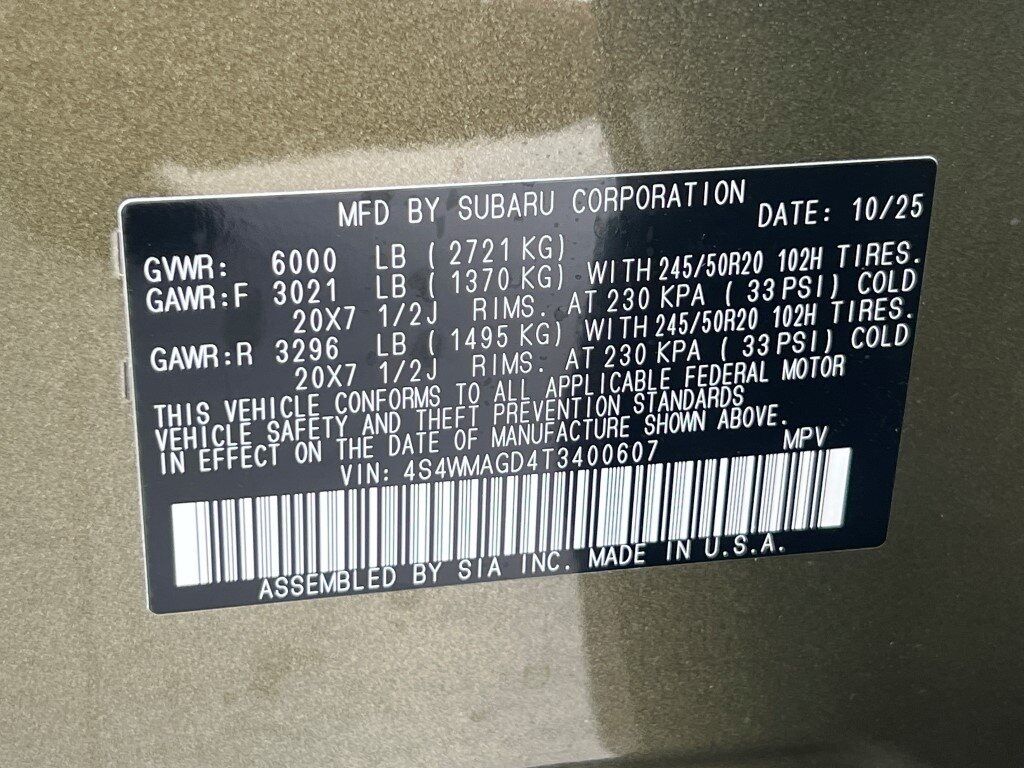 MFD BY SUBARU CORPORATION DATE: 10/25
GVWR: 6000 LB ( 2721 KG)
GAWR:F 3021 LB ( 1370 KG) WITH 245/50R20 102H TIRES.
20X7 1/2J RIMS. AT 230 KPA ( 33 PSI) COLD
GAWR:R 3296 LB ( 1495 KG) WITH 245/50R20 102H TIRES.
20X7 1/2J RIMS. AT 230 KPA ( 33 PSI) COLD
THIS VEHICLE CONFORMS TO ALL APPLICABLE FEDERAL MOTOR
VEHICLE SAFETY AND THEFT PREVENTION STANDARDS
IN EFFECT ON THE DATE OF MANUFACTURE SHOWN ABOVE.
VIN: 4S4WMAGD4T3400607 MPV
ASSEMBLED BY SIA INC. MADE IN U.S.A.